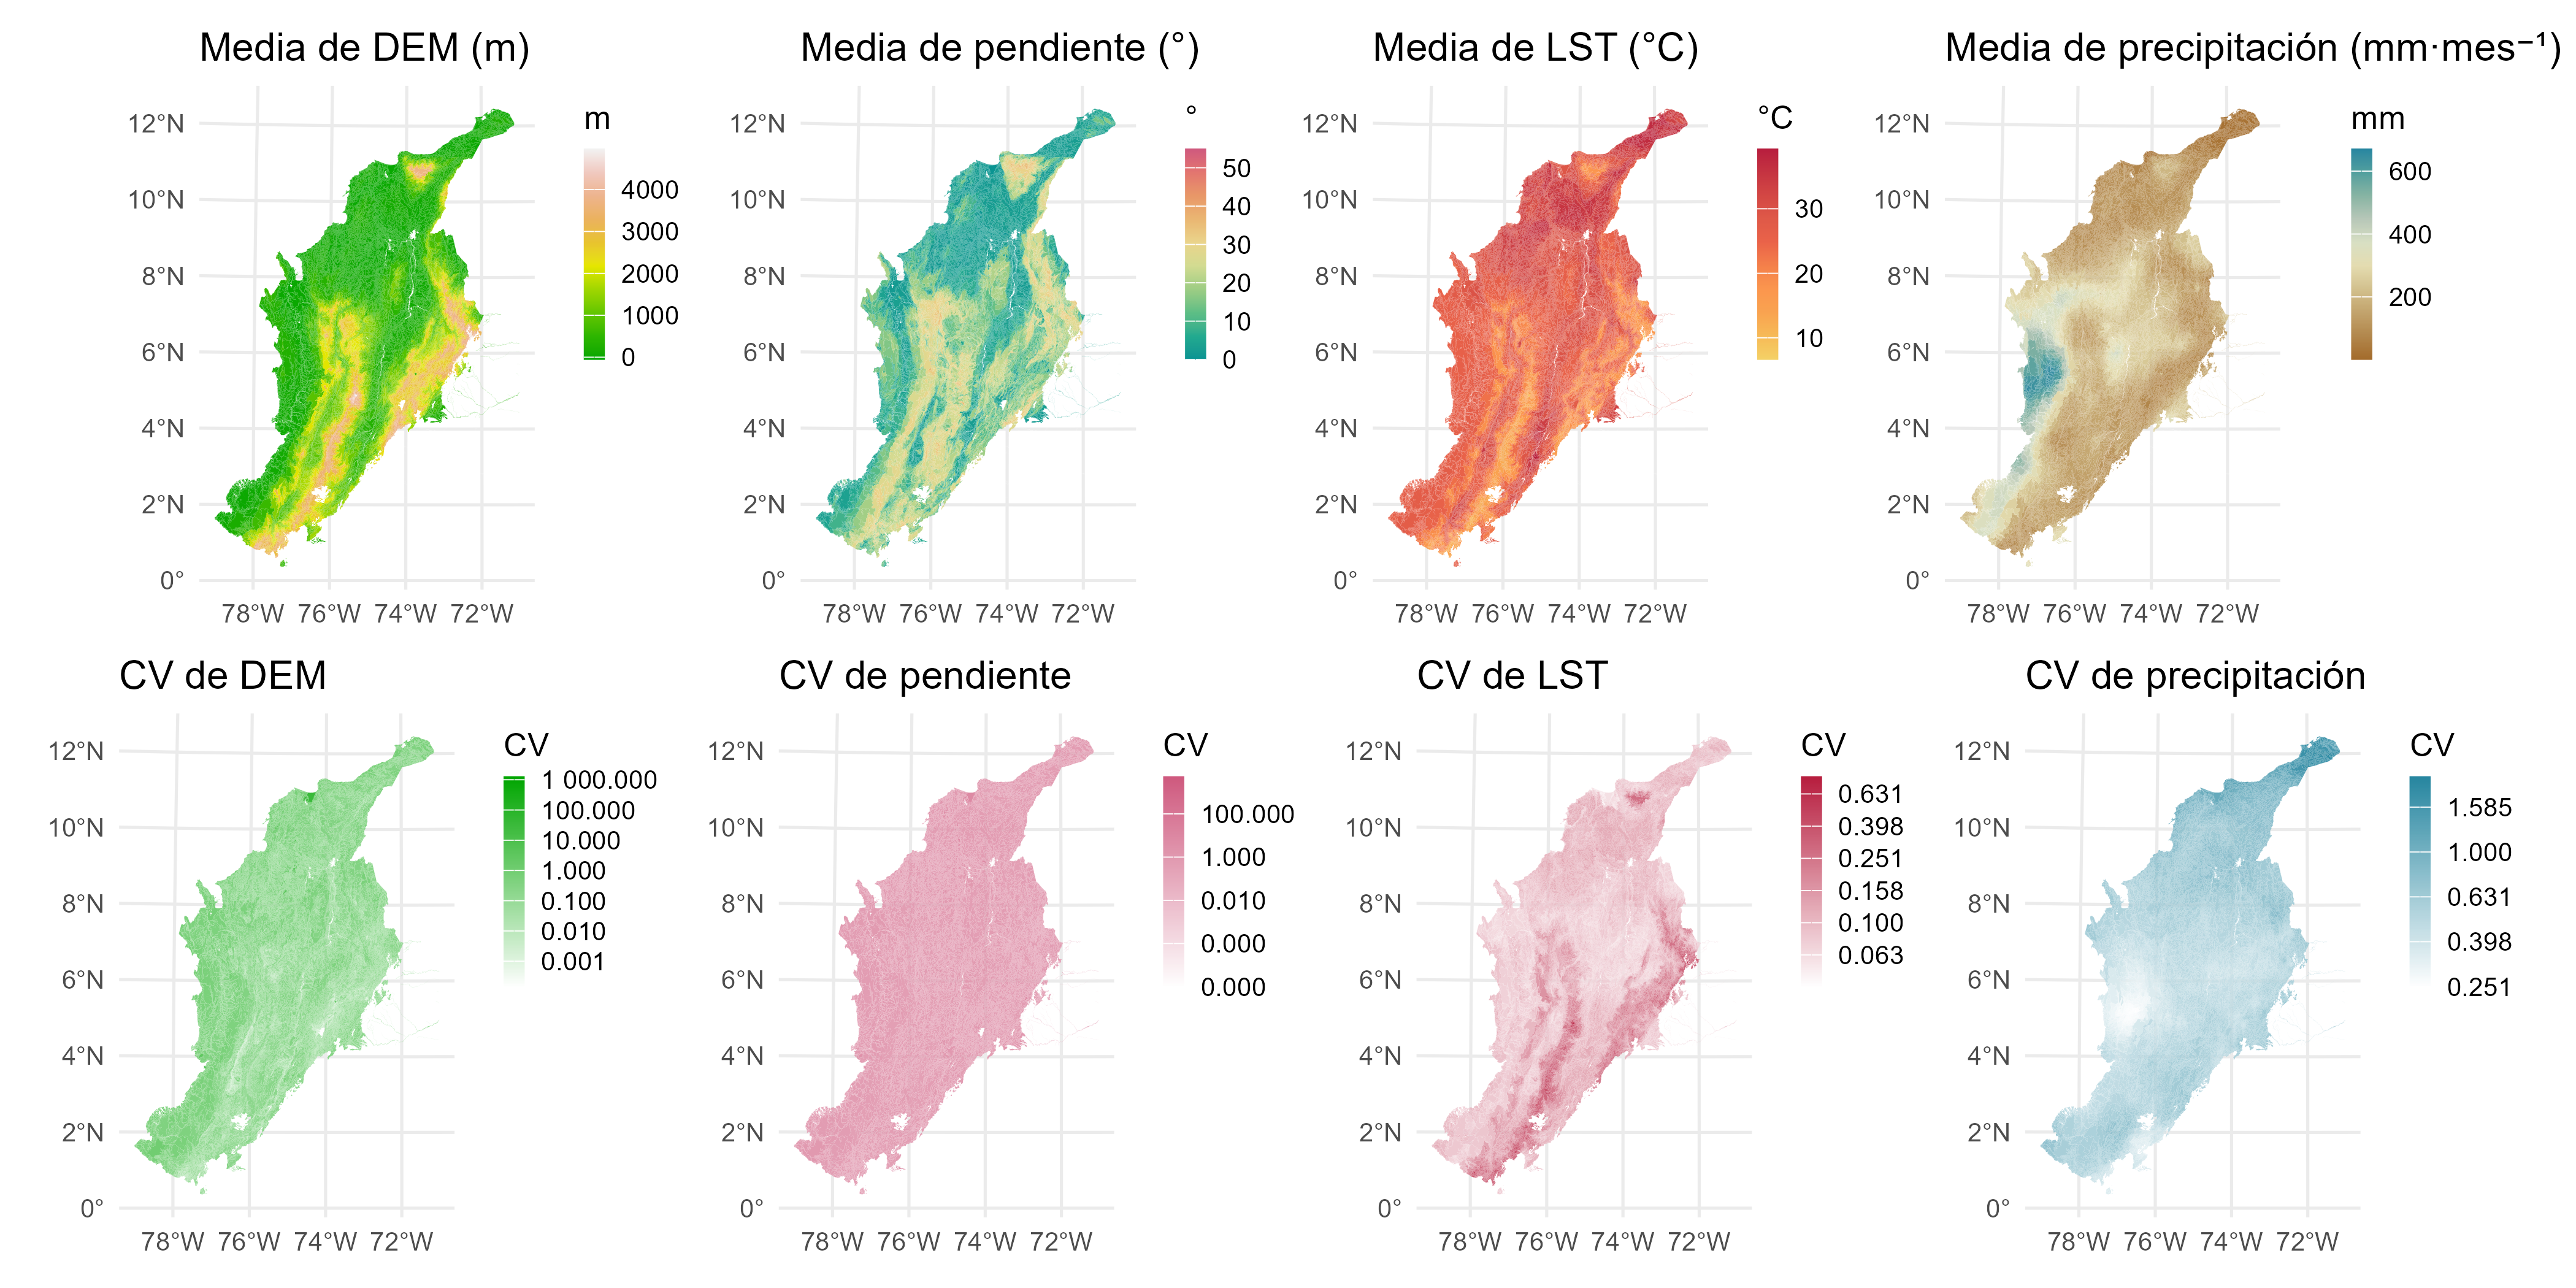 Media de DEM (m)
12°N
10°N
8°N
6°N
4°N
2°N
0°
78°W 76°W 74°W 72°W
m
4000
3000
2000
1000
0
Media de pendiente (°)
12°N
10°N
8°N
6°N
4°N
2°N
0°
78°W 76°W 74°W 72°W
°
50
40
30
20
10
0
Media de LST (°C)
12°N
10°N
8°N
6°N
4°N
2°N
0°
78°W 76°W 74°W 72°W
°C
30
20
10
Media de precipitación (mm·mes⁻¹)
12°N
10°N
8°N
6°N
4°N
2°N
0°
78°W 76°W 74°W 72°W
mm
600
400
200
CV de DEM
12°N
10°N
8°N
6°N
4°N
2°N
0°
78°W 76°W 74°W 72°W
CV
1 000.000
100.000
10.000
1.000
0.100
0.010
0.001
CV de pendiente
12°N
10°N
8°N
6°N
4°N
2°N
0°
78°W 76°W 74°W 72°W
CV
100.000
1.000
0.010
0.000
0.000
CV de LST
12°N
10°N
8°N
6°N
4°N
2°N
0°
78°W 76°W 74°W 72°W
CV
0.631
0.398
0.251
0.158
0.100
0.063
CV de precipitación
12°N
10°N
8°N
6°N
4°N
2°N
0°
78°W 76°W 74°W 72°W
CV
1.585
1.000
0.631
0.398
0.251